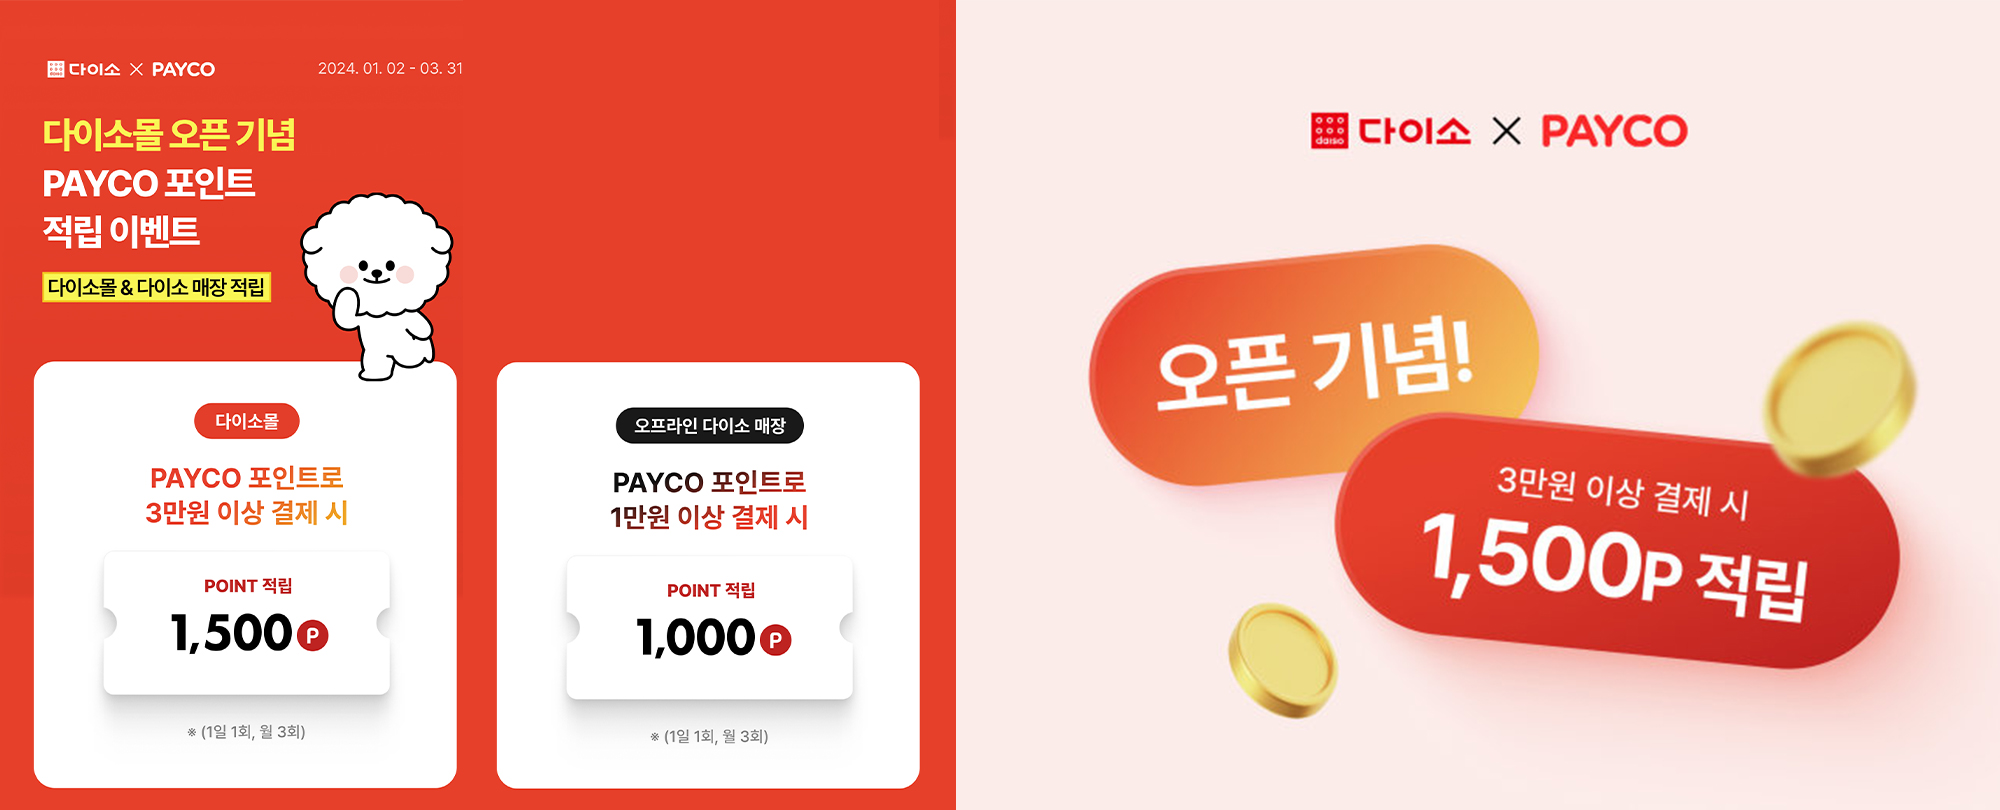 daiso 다이소 × PAYCO
2024. 01. 02 - 03. 31
다이소몰 오픈 기념
PAYCO 포인트
적립 이벤트
다이소몰 & 다이소 매장 적립
다이소몰
PAYCO 포인트로
3만원 이상 결제 시
POINT 적립
1,500 P
※ (1일 1회, 월 3회)
오프라인 다이소 매장
PAYCO 포인트로
1만원 이상 결제 시
POINT 적립
1,000 P
※ (1일 1회, 월 3회)
daiso 다이소 × PAYCO
오픈 기념!
3만원 이상 결제 시
1,500P 적립